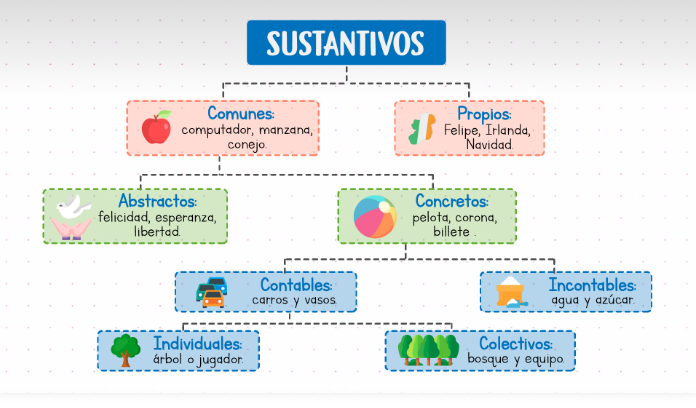 SUSTANTIVOS
Comunes:
computador, manzana,
conejo.
Propios:
Felipe, Irlanda,
Navidad.
Abstractos:
felicidad, esperanza,
libertad.
Concretos:
pelota, corona,
billete .
Contables:
carros y vasos.
Incontables:
agua y azúcar.
Individuales:
árbol o jugador.
Colectivos:
bosque y equipo.